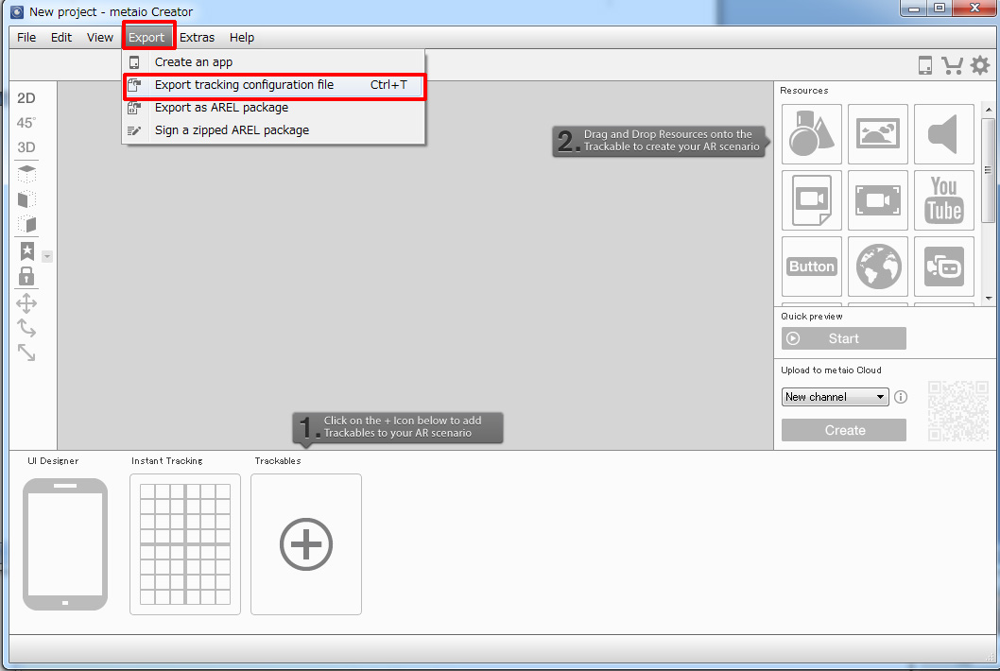 New project - metaio Creator
File Edit View Export Extras Help
Create an app
Export tracking configuration file Ctrl+T
Export as AREL package
Sign a zipped AREL package
2D
45°
3D
2. Drag and Drop Resources onto the
Trackable to create your AR scenario
Resources
You
Tube
Button
Quick preview
Start
Upload to metaio Cloud
New channel
Create
1. Click on the + Icon below to add
Trackables to your AR scenario
UI Designer
Instant Tracking
Trackables